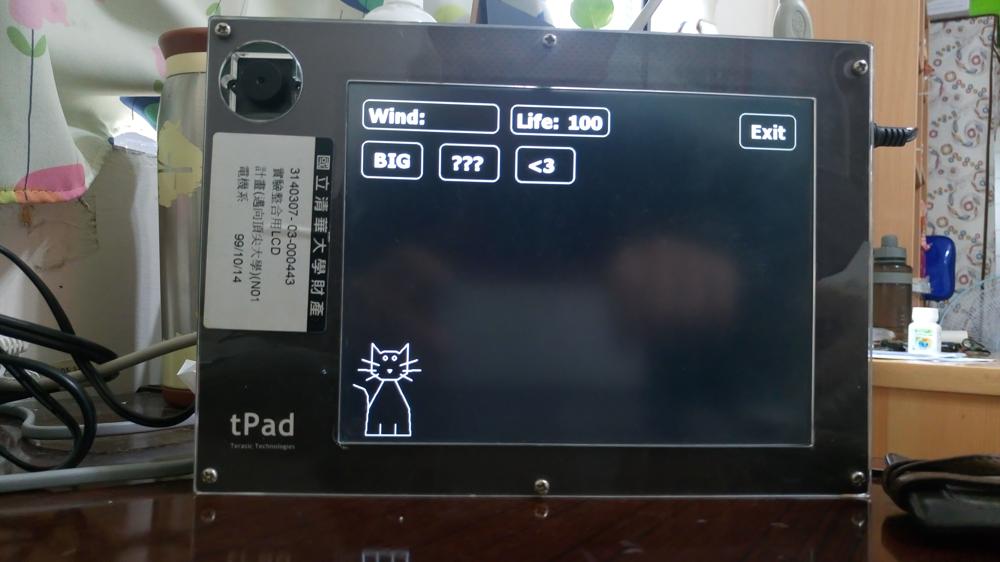 Wind:
Life: 100
Exit
BIG
???
<3
國立清華大學財產
3140307-03-000443
實驗整合用LCD
計畫(邁向頂尖大學)(N01
電機系 99/10/14
tPad
Terasic Technologies